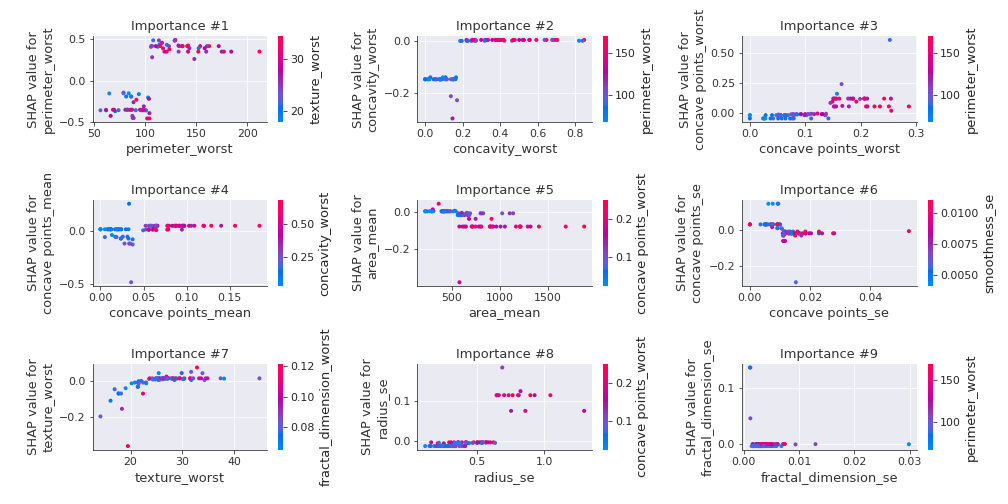 Importance #1
SHAP value for
perimeter_worst
0.5
0.0
−0.5
50
100
150
200
perimeter_worst
30
20
texture_worst
Importance #2
SHAP value for
concavity_worst
0.0
−0.2
0.0
0.2
0.4
0.6
0.8
concavity_worst
150
100
perimeter_worst
Importance #3
SHAP value for
concave points_worst
0.50
0.25
0.00
0.0
0.1
0.2
0.3
concave points_worst
150
100
perimeter_worst
Importance #4
SHAP value for
concave points_mean
0.0
−0.5
0.00
0.05
0.10
0.15
concave points_mean
0.50
0.25
concavity_worst
Importance #5
SHAP value for
area_mean
0.0
−0.2
500
1000
1500
area_mean
0.2
0.1
concave points_worst
Importance #6
SHAP value for
concave points_se
0.0
−0.2
0.00
0.02
0.04
concave points_se
0.0100
0.0075
0.0050
smoothness_se
Importance #7
SHAP value for
texture_worst
0.0
−0.2
20
30
40
texture_worst
0.12
0.10
0.08
fractal_dimension_worst
Importance #8
SHAP value for
radius_se
0.1
0.0
0.5
1.0
radius_se
0.2
0.1
concave points_worst
Importance #9
SHAP value for
fractal_dimension_se
0.1
0.0
0.00
0.01
0.02
0.03
fractal_dimension_se
150
100
perimeter_worst